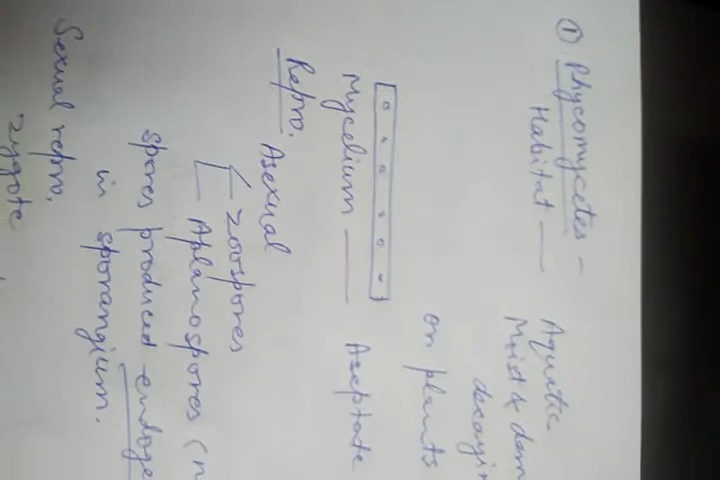 ① Phycomycetes -
Habitat — Aquatic
Moist & dam
decayin
on plants
Mycelium — Aseptate
Repro. Asexual
zoospores
Aplanospores (n
spores produced endoge
in sporangium.
Sexual repro.
zygote